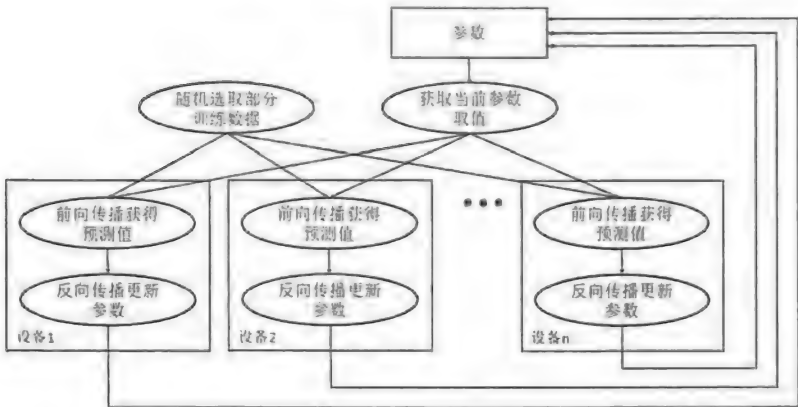 参数
随机选取部分
训练数据
获取当前参数
取值
前向传播获得
预测值
前向传播获得
预测值
前向传播获得
预测值
反向传播更新
参数
反向传播更新
参数
反向传播更新
参数
设备1
设备2
设备n